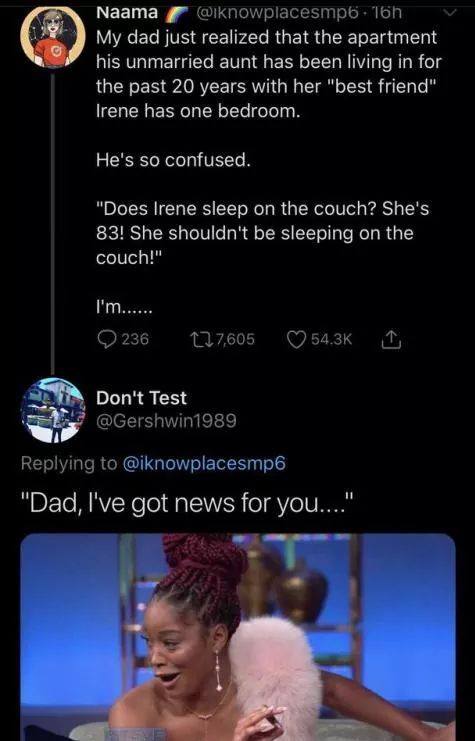 Naama 🌈 @iknowplacesmp6 · 16h
My dad just realized that the apartment
his unmarried aunt has been living in for
the past 20 years with her "best friend"
Irene has one bedroom.
He's so confused.
"Does Irene sleep on the couch? She's
83! She shouldn't be sleeping on the
couch!"
I'm......
236 7,605 54.3K
Don't Test
@Gershwin1989
Replying to @iknowplacesmp6
"Dad, I've got news for you...."